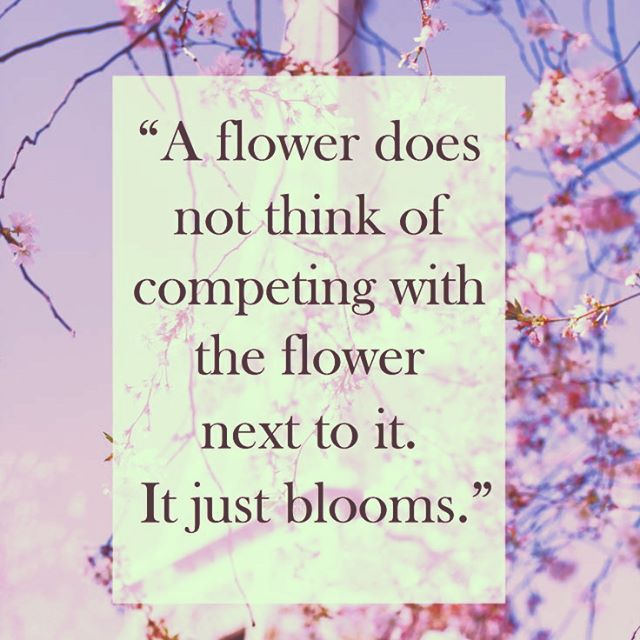 “A flower does
not think of
competing with
the flower
next to it.
It just blooms.”